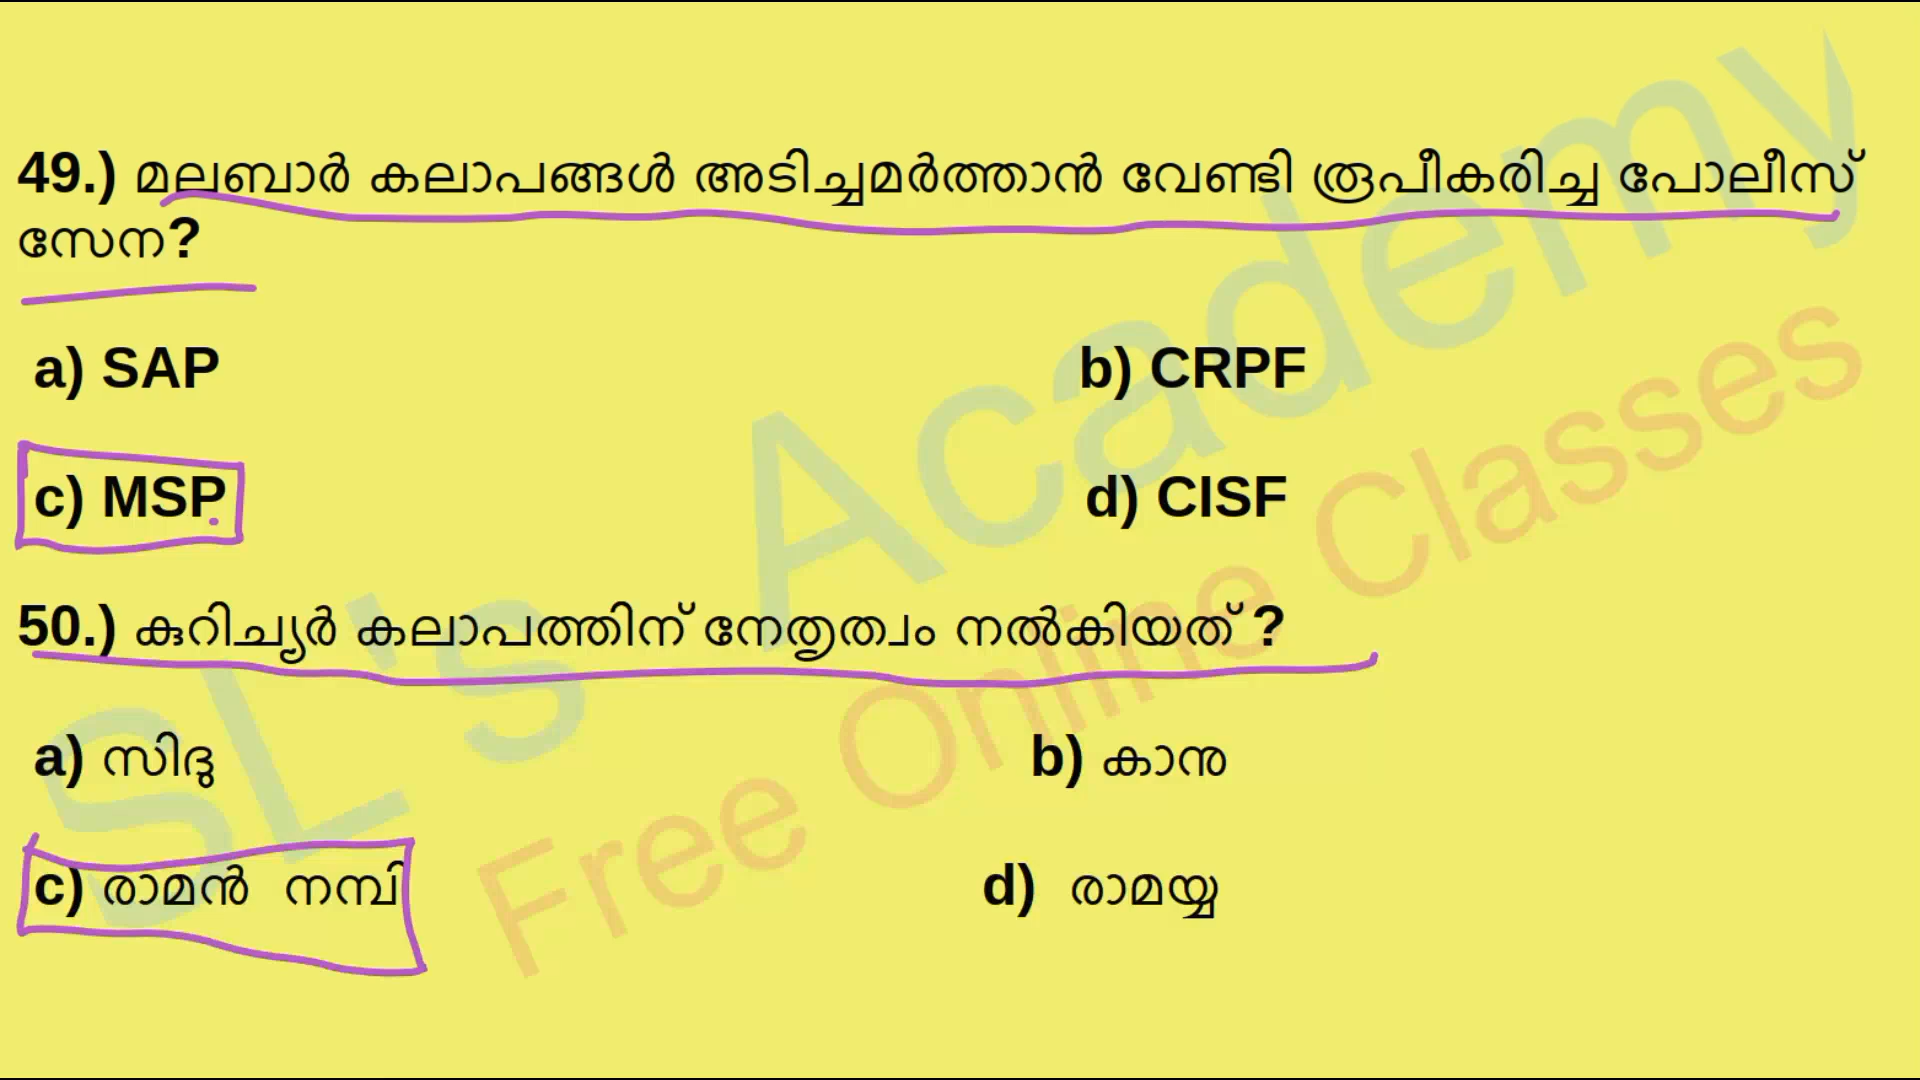 49.) മലബാർ കലാപങ്ങൾ അടിച്ചമർത്താൻ വേണ്ടി രൂപീകരിച്ച പോലീസ്
സേന?
a) SAP b) CRPF
c) MSP d) CISF
50.) കുറിച്യർ കലാപത്തിന് നേതൃത്വം നൽകിയത് ?
a) സിദ്ദു b) കാനു
c) രാമൻ നമ്പി d) രാമയ്യ
SL's Academy
Free Online Classes